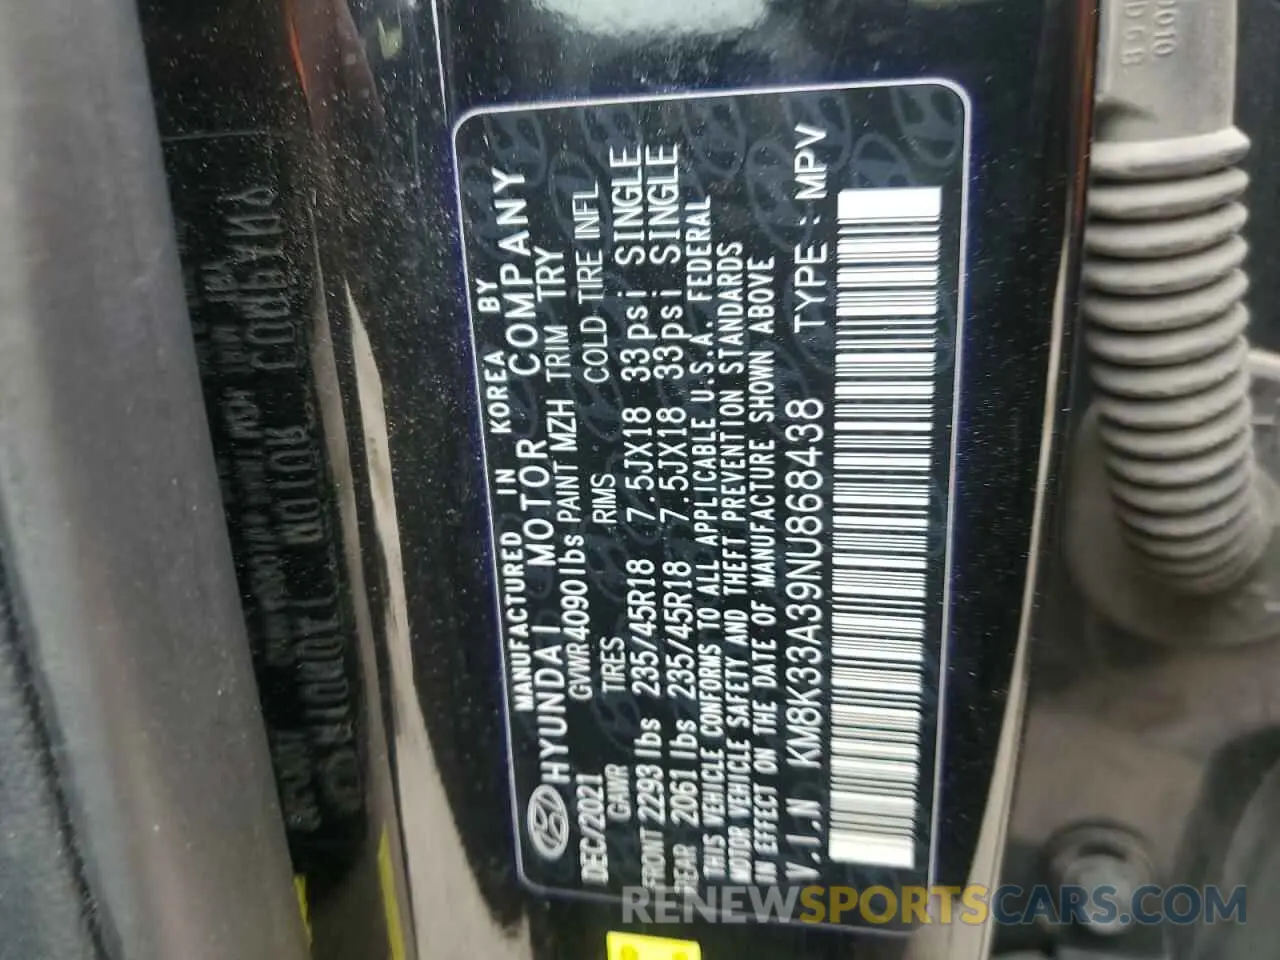 MANUFACTURED IN KOREA BY
HYUNDAI MOTOR COMPANY
DEC/2021 GVWR 4090 lbs PAINT MZH TRIM TRY
GAWR TIRES RIMS COLD TIRE INFL
FRONT 2293 lbs 235/45R18 7.5JX18 33psi SINGLE
REAR 2061 lbs 235/45R18 7.5JX18 33psi SINGLE
THIS VEHICLE CONFORMS TO ALL APPLICABLE U.S.A. FEDERAL
MOTOR VEHICLE SAFETY AND THEFT PREVENTION STANDARDS
IN EFFECT ON THE DATE OF MANUFACTURE SHOWN ABOVE
V.I.N KM8K33A39NU868438 TYPE : MPV
RENEWSPORTSCARS.COM